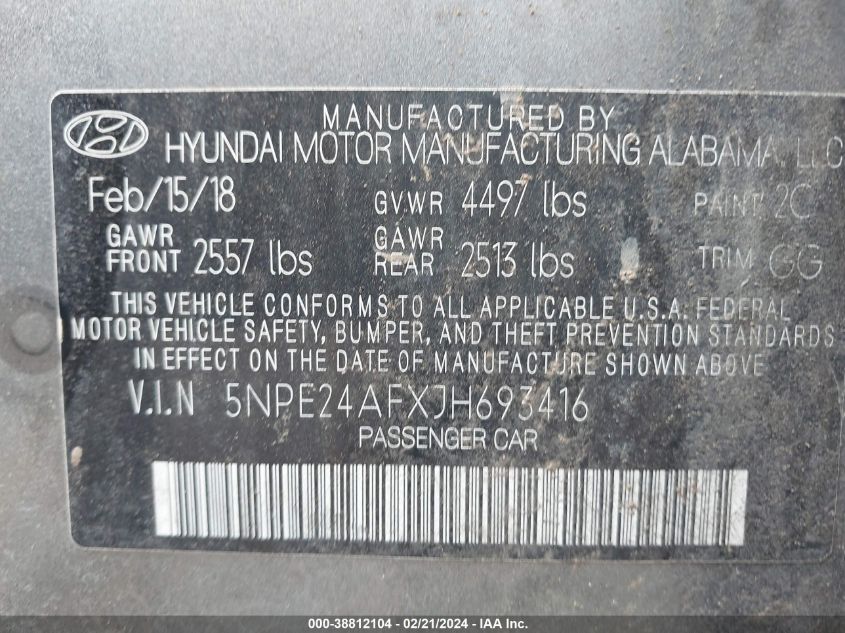 MANUFACTURED BY
HYUNDAI MOTOR MANUFACTURING ALABAMA, LLC
Feb/15/18 GVWR 4497 lbs PAINT 2C
GAWR FRONT 2557 lbs GAWR REAR 2513 lbs TRIM GG
THIS VEHICLE CONFORMS TO ALL APPLICABLE U.S.A. FEDERAL
MOTOR VEHICLE SAFETY, BUMPER, AND THEFT PREVENTION STANDARDS
IN EFFECT ON THE DATE OF MANUFACTURE SHOWN ABOVE
V.I.N 5NPE24AFXJH693416
PASSENGER CAR
000-38812104 - 02/21/2024 - IAA Inc.